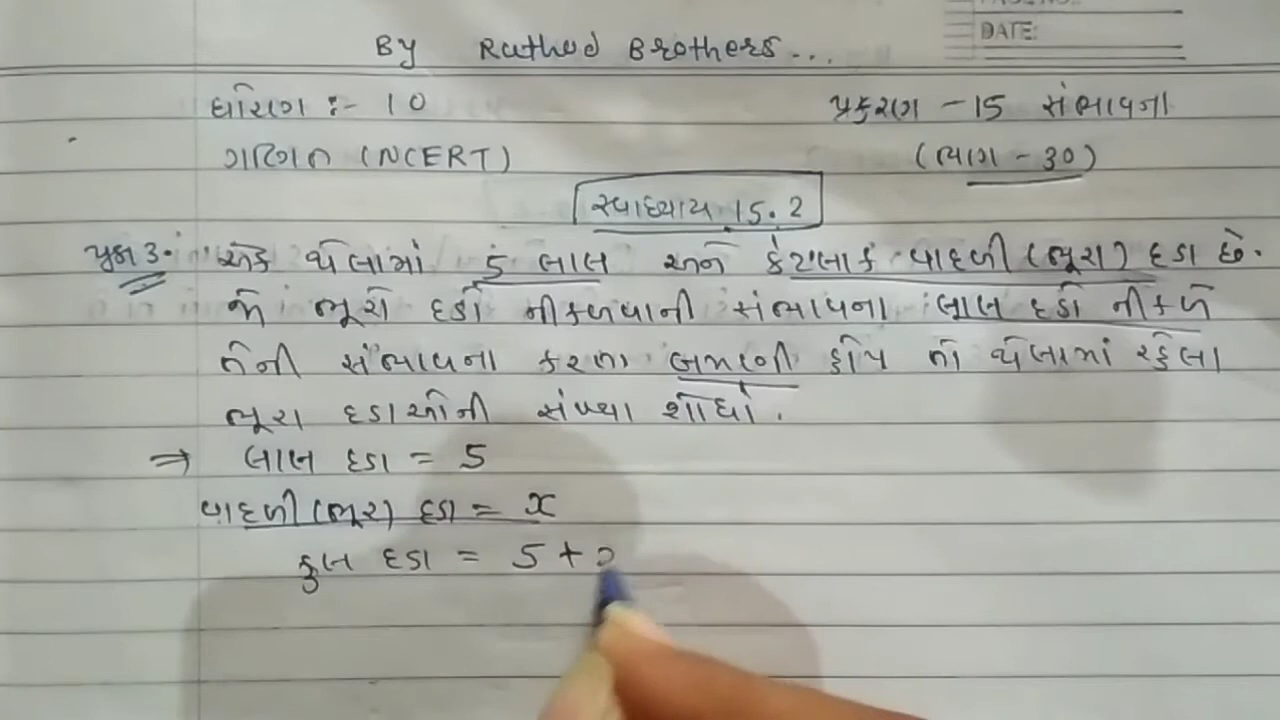 DATE:
By Rathod Brothers...
ધોરણ :- 10 પ્રકરણ - 15 સંભાવના
ગણિત (NCERT) (ભાગ - 30)
સ્વાધ્યાય 15.2
પ્રશ્ન 3. એક થેલામાં 5 લાલ અને કેટલાક વાદળી (ભૂરા) દડા છે.
જો ભૂરો દડો નીકળવાની સંભાવના લાલ દડો નીકળે
તેની સંભાવના કરતા બમણી હોય તો થેલામાં રહેલા
ભૂરા દડાઓની સંખ્યા શોધો.
⇒ લાલ દડા = 5
વાદળી (ભૂરા) દડા = x
કુલ દડા = 5 +